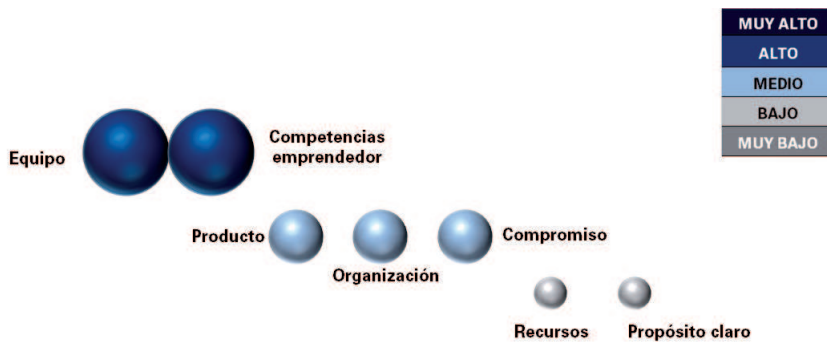 MUY ALTO
ALTO
MEDIO
BAJO
MUY BAJO
Equipo
Competencias
emprendedor
Producto
Organización
Compromiso
Recursos
Propósito claro